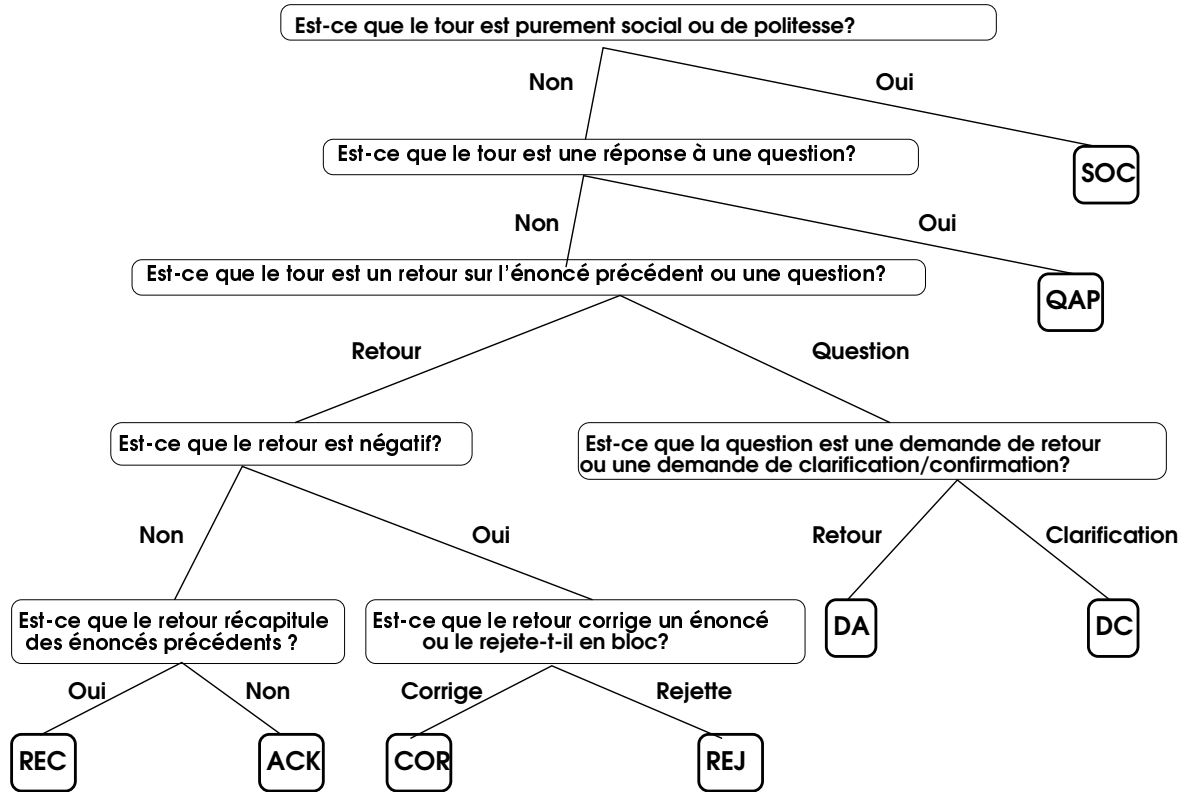 Est-ce que le tour est purement social ou de politesse?
Non
Oui
Est-ce que le tour est une réponse à une question?
SOC
Non
Oui
Est-ce que le tour est un retour sur l'énoncé précédent ou une question?
QAP
Retour
Question
Est-ce que le retour est négatif?
Est-ce que la question est une demande de retour
ou une demande de clarification/confirmation?
Non
Oui
Retour
Clarification
Est-ce que le retour récapitule
des énoncés précédents ?
Est-ce que le retour corrige un énoncé
ou le rejete-t-il en bloc?
DA
DC
Oui
Non
Corrige
Rejette
REC
ACK
COR
REJ